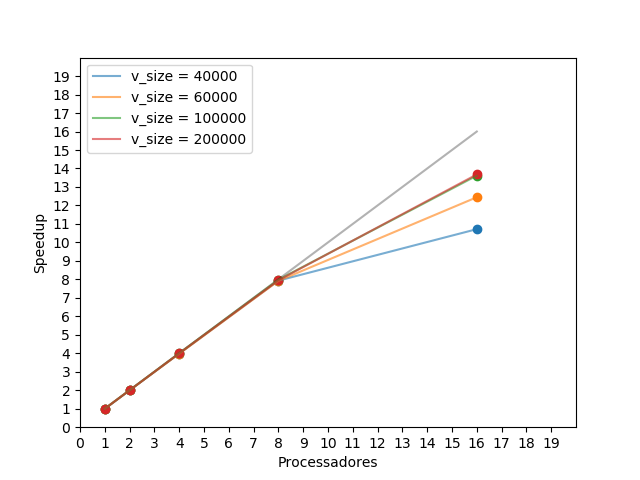 v_size = 40000
v_size = 60000
v_size = 100000
v_size = 200000
19
18
17
16
15
14
13
12
11
10
9
8
7
6
5
4
3
2
1
0
Speedup
0 1 2 3 4 5 6 7 8 9 10 11 12 13 14 15 16 17 18 19
Processadores